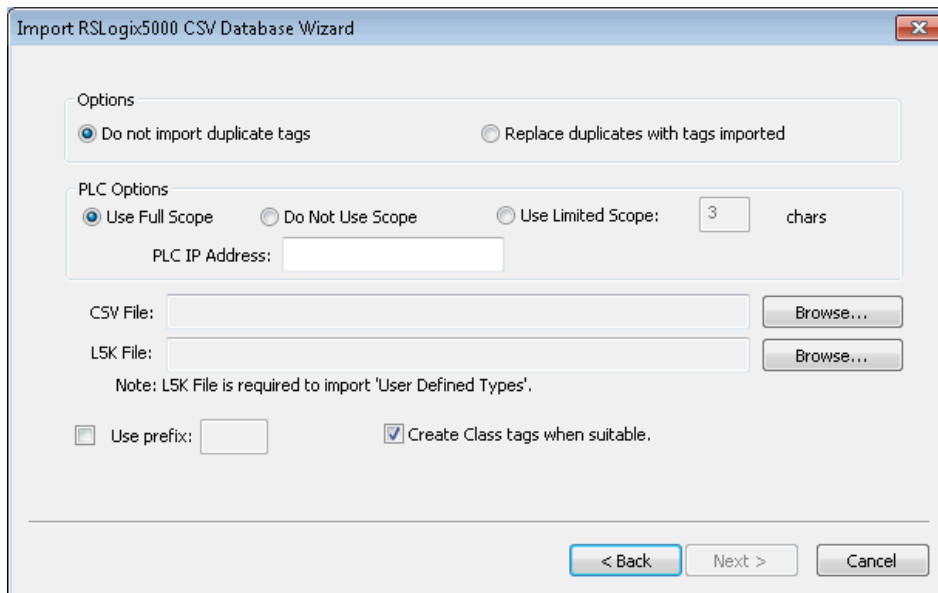 Import RSLogix5000 CSV Database Wizard
Options
Do not import duplicate tags Replace duplicates with tags imported
PLC Options
Use Full Scope Do Not Use Scope Use Limited Scope: 3 chars
PLC IP Address:
CSV File: Browse...
L5K File: Browse...
Note: L5K File is required to import 'User Defined Types'.
Use prefix: Create Class tags when suitable.
< Back Next > Cancel